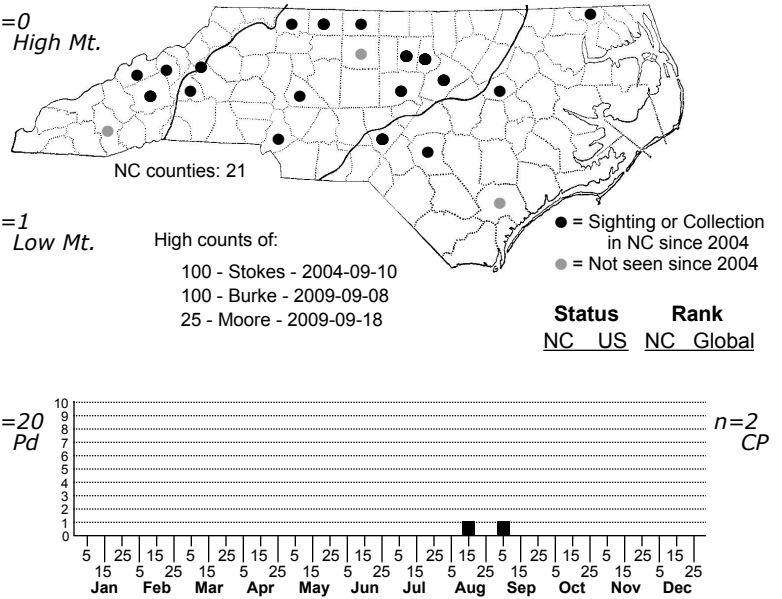 =0
High Mt.
NC counties: 21
=1
Low Mt.
High counts of:
100 - Stokes - 2004-09-10
100 - Burke - 2009-09-08
25 - Moore - 2009-09-18
= Sighting or Collection
in NC since 2004
= Not seen since 2004
Status Rank
NC US NC Global
=20
Pd
n=2
CP
10
9
8
7
6
5
4
3
2
1
0
5 25 15 5 25 15 5 25 15 5 25 15 5 25 15 5 25 15
15 5 25 15 5 25 15 5 25 15 5 25 15 5 25 15 5 25
Jan Feb Mar Apr May Jun Jul Aug Sep Oct Nov Dec